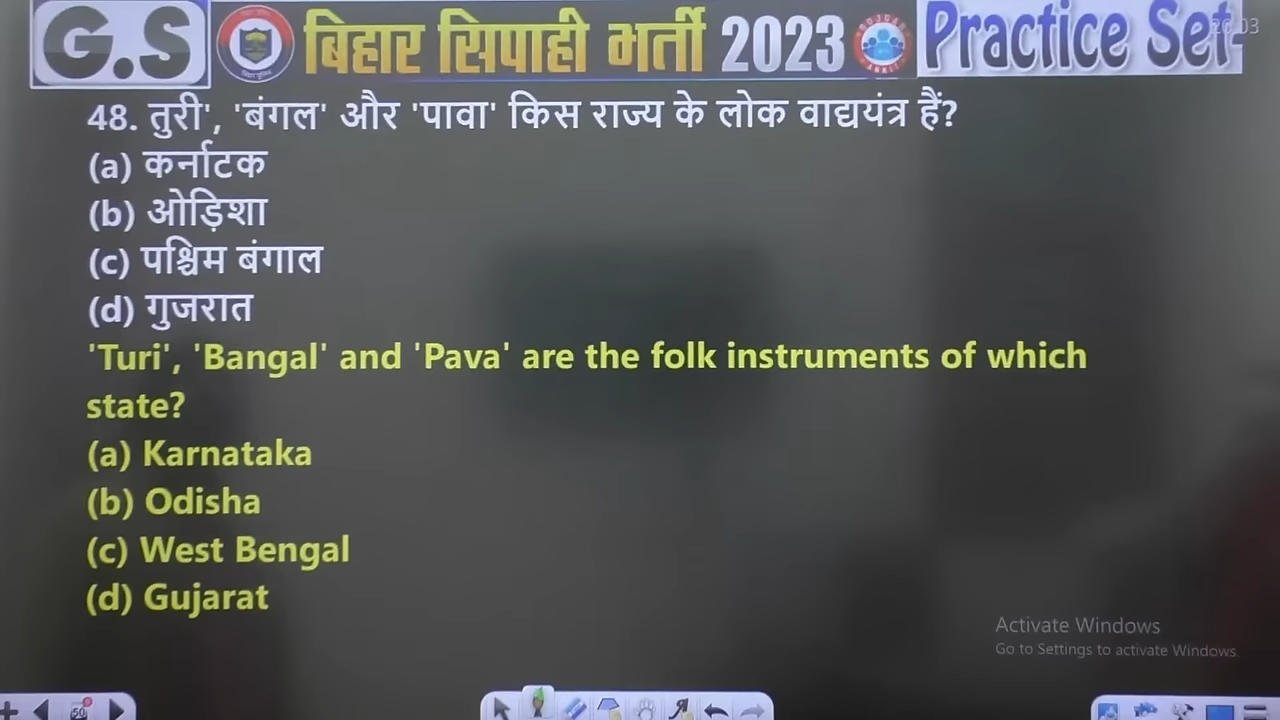 G.S
बिहार सिपाही भर्ती 2023
Practice Set-
48. तुरी', 'बंगल' और 'पावा' किस राज्य के लोक वाद्ययंत्र हैं?
(a) कर्नाटक
(b) ओड़िशा
(c) पश्चिम बंगाल
(d) गुजरात
'Turi', 'Bangal' and 'Pava' are the folk instruments of which
state?
(a) Karnataka
(b) Odisha
(c) West Bengal
(d) Gujarat
Activate Windows
Go to Settings to activate Windows.
50